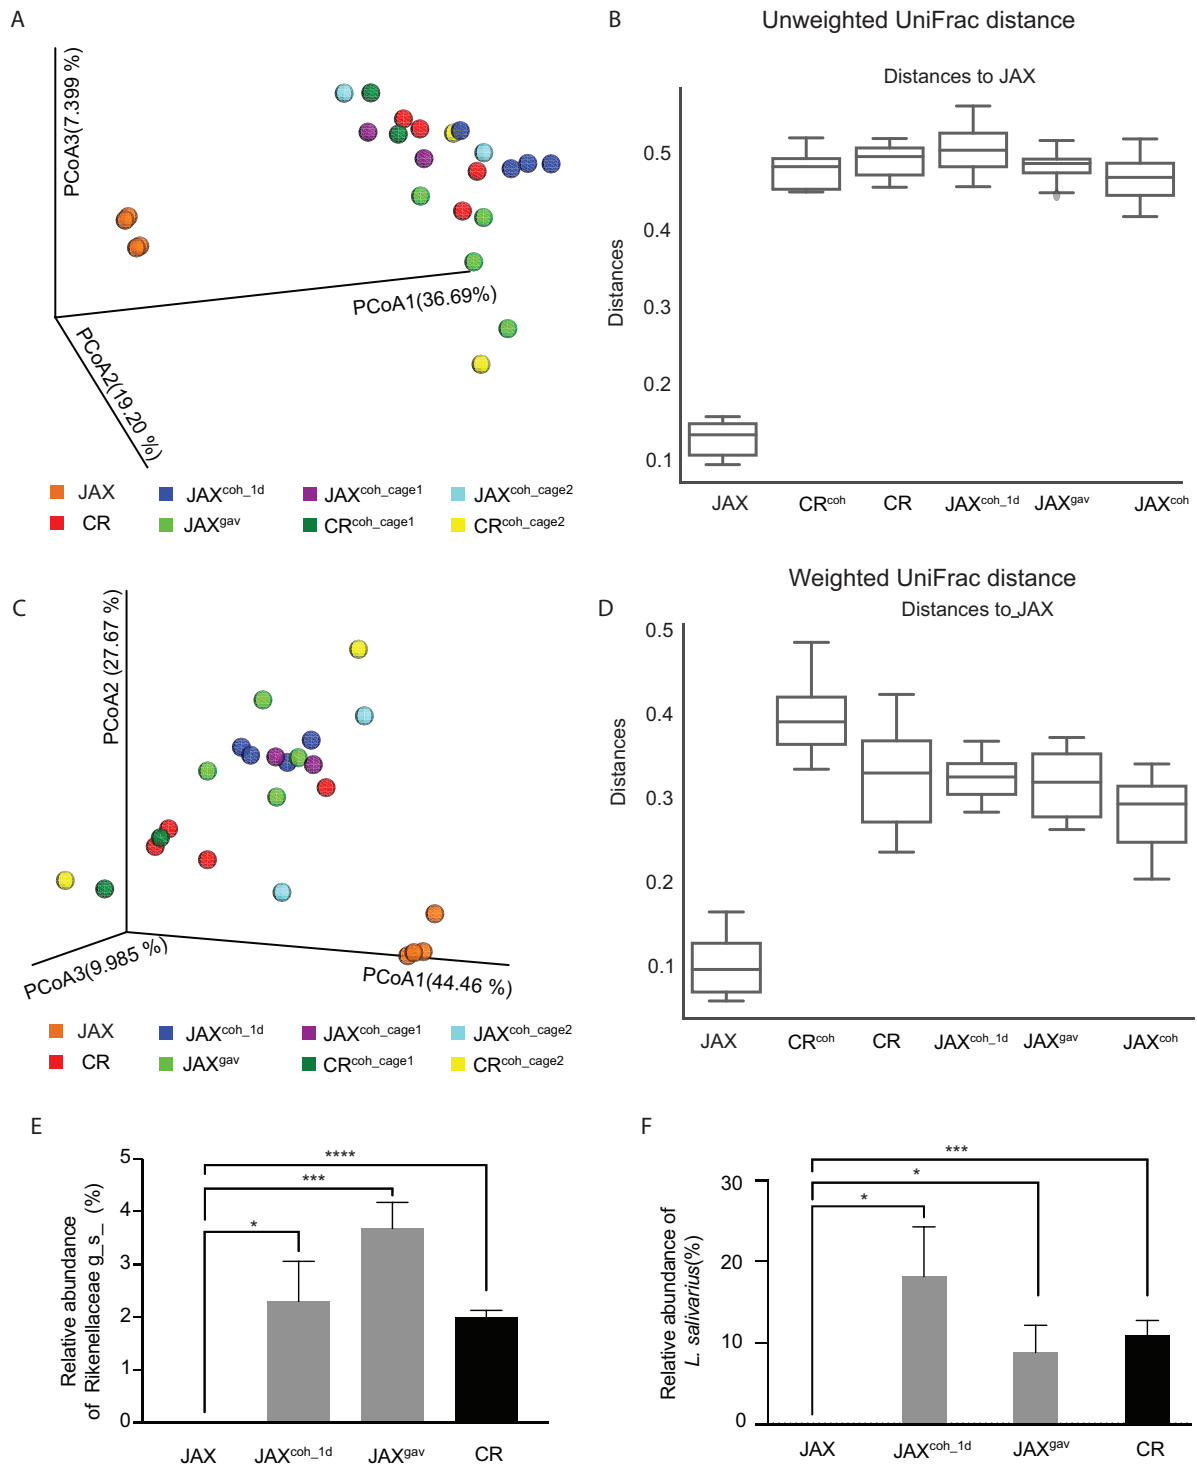 A
PCoA3(7.399 %)
PCoA1(36.69%)
PCoA2(19.20 %)
JAX
JAXcoh_1d
JAXcoh_cage1
JAXcoh_cage2
CR
JAXgav
CRcoh_cage1
CRcoh_cage2
B
Unweighted UniFrac distance
Distances to JAX
Distances
0.5
0.4
0.3
0.2
0.1
JAX
CRcoh
CR
JAXcoh_1d
JAXgav
JAXcoh
C
PCoA2 (27.67 %)
PCoA3(9.985 %)
PCoA1(44.46 %)
JAX
JAXcoh_1d
JAXcoh_cage1
JAXcoh_cage2
CR
JAXgav
CRcoh_cage1
CRcoh_cage2
D
Weighted UniFrac distance
Distances to_JAX
Distances
0.5
0.4
0.3
0.2
0.1
JAX
CRcoh
CR
JAXcoh_1d
JAXgav
JAXcoh
E
Relative abundance
of Rikenellaceae g_s_ (%)
5
4
3
2
1
0
****
***
*
JAX
JAXcoh_1d
JAXgav
CR
F
Relative abundance of
L. salivarius(%)
30
20
10
0
***
*
*
JAX
JAXcoh_1d
JAXgav
CR